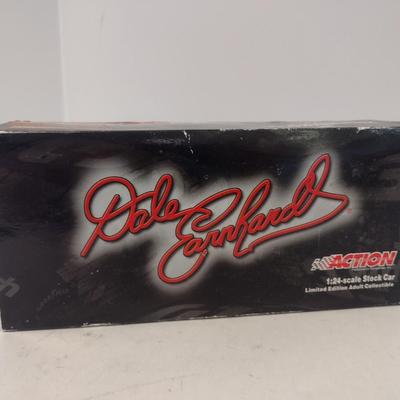 Dale
Earnhardt
ACTION
1:24-scale Stock Car
Limited Edition Adult Collectible